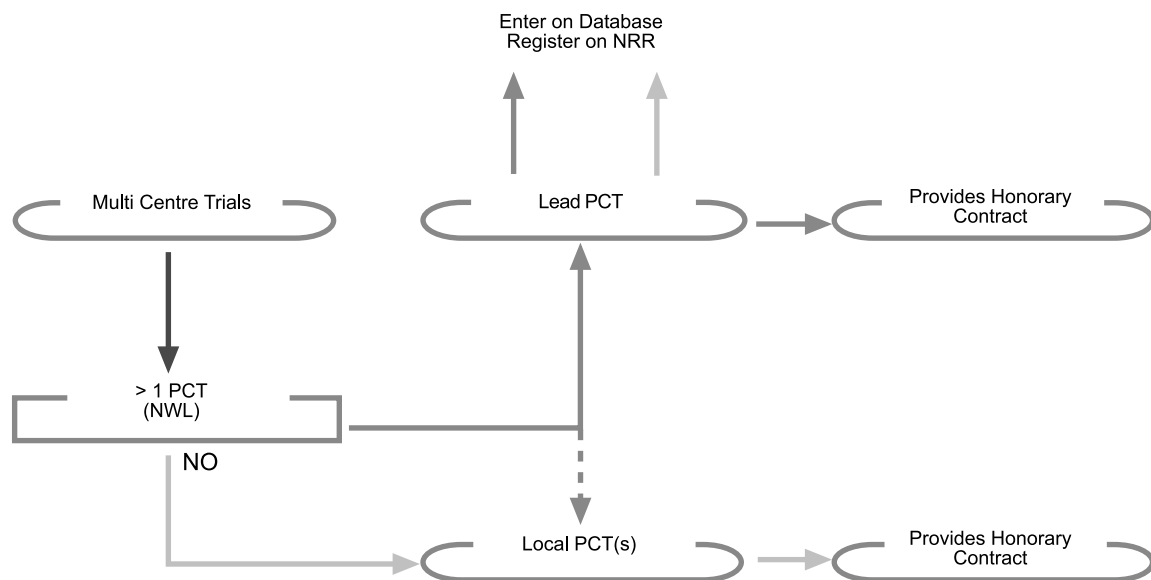 Enter on Database
Register on NRR
Multi Centre Trials
Lead PCT
Provides Honorary
Contract
> 1 PCT
(NWL)
NO
Local PCT(s)
Provides Honorary
Contract